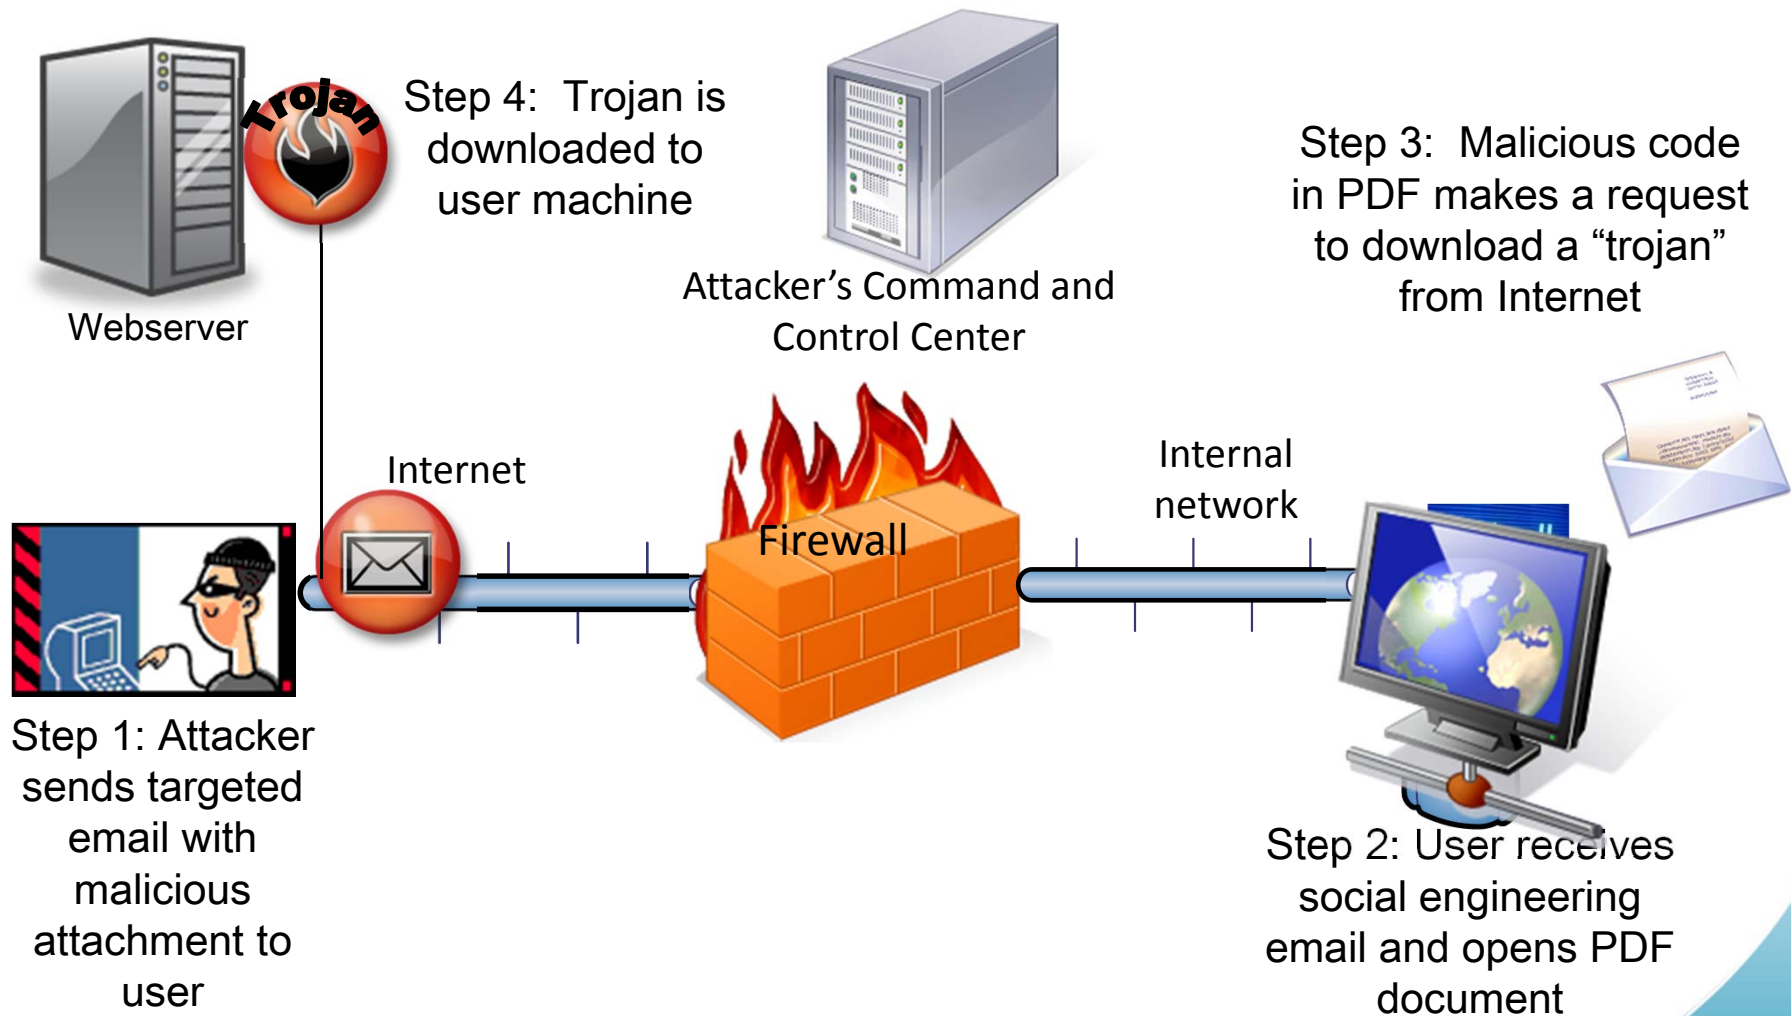 Trojan
Step 4: Trojan is
downloaded to
user machine
Webserver
Attacker’s Command and
Control Center
Step 3: Malicious code
in PDF makes a request
to download a “trojan”
from Internet
Internet
Firewall
Internal
network
Step 1: Attacker
sends targeted
email with
malicious
attachment to
user
Step 2: User receives
social engineering
email and opens PDF
document